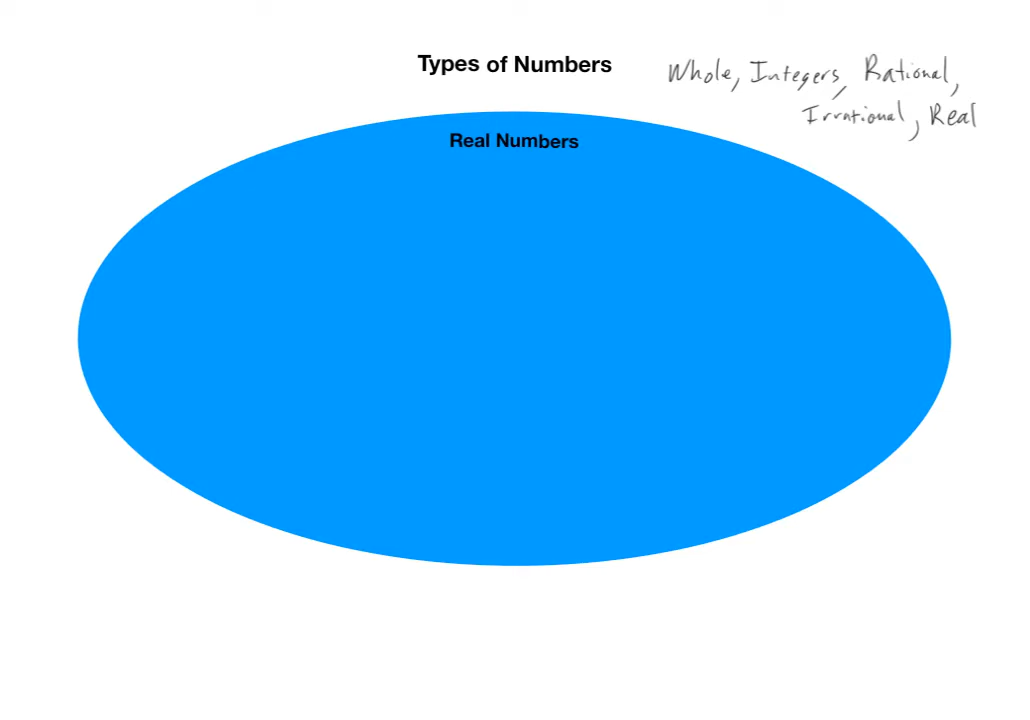 Types of Numbers
Whole, Integers, Rational,
Irrational, Real
Real Numbers